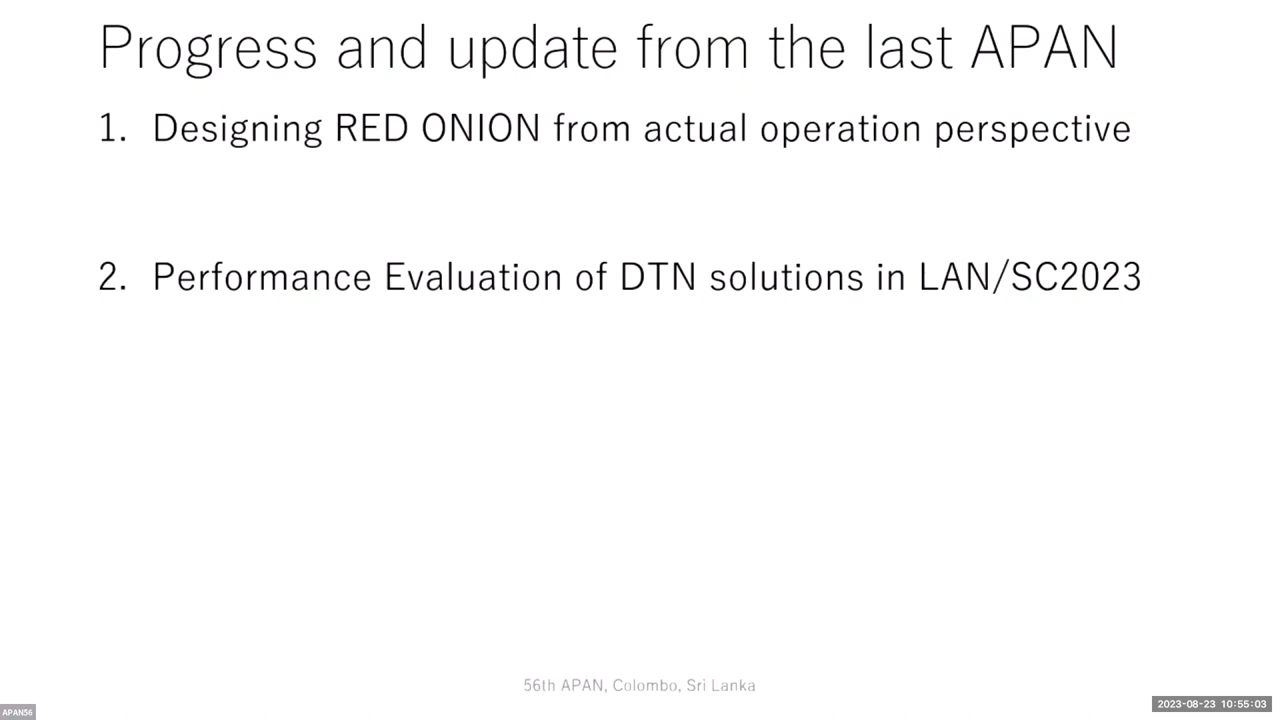 Progress and update from the last APAN
1. Designing RED ONION from actual operation perspective
2. Performance Evaluation of DTN solutions in LAN/SC2023
56th APAN, Colombo, Sri Lanka
APAN56
2023-08-23 10:55:03